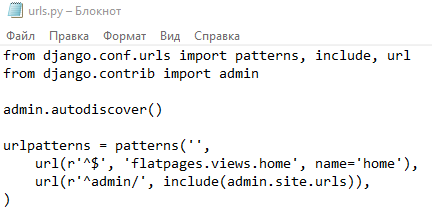 urls.py – Блокнот
Файл Правка Формат Вид Справка
from django.conf.urls import patterns, include, url
from django.contrib import admin
admin.autodiscover()
urlpatterns = patterns('',
    url(r'^$', 'flatpages.views.home', name='home'),
    url(r'^admin/', include(admin.site.urls)),
)